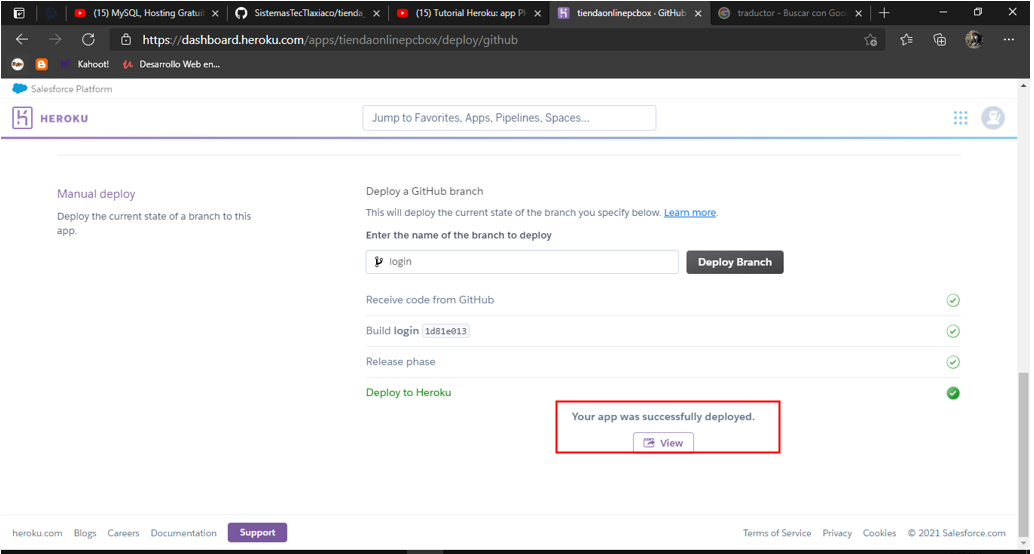 (15) MySQL, Hosting Gratuit
SistemasTecTlaxiaco/tienda_
(15) Tutorial Heroku: app PH
tiendaonlinepcbox · GitHub
traductor - Buscar con Goo
https://dashboard.heroku.com/apps/tiendaonlinepcbox/deploy/github
Kahoot!
Desarrollo Web en...
Salesforce Platform
HEROKU
Jump to Favorites, Apps, Pipelines, Spaces...
Manual deploy
Deploy the current state of a branch to this
app.
Deploy a GitHub branch
This will deploy the current state of the branch you specify below. Learn more.
Enter the name of the branch to deploy
login
Deploy Branch
Receive code from GitHub
Build login 1d81e013
Release phase
Deploy to Heroku
Your app was successfully deployed.
View
heroku.com Blogs Careers Documentation Support
Terms of Service Privacy Cookies © 2021 Salesforce.com